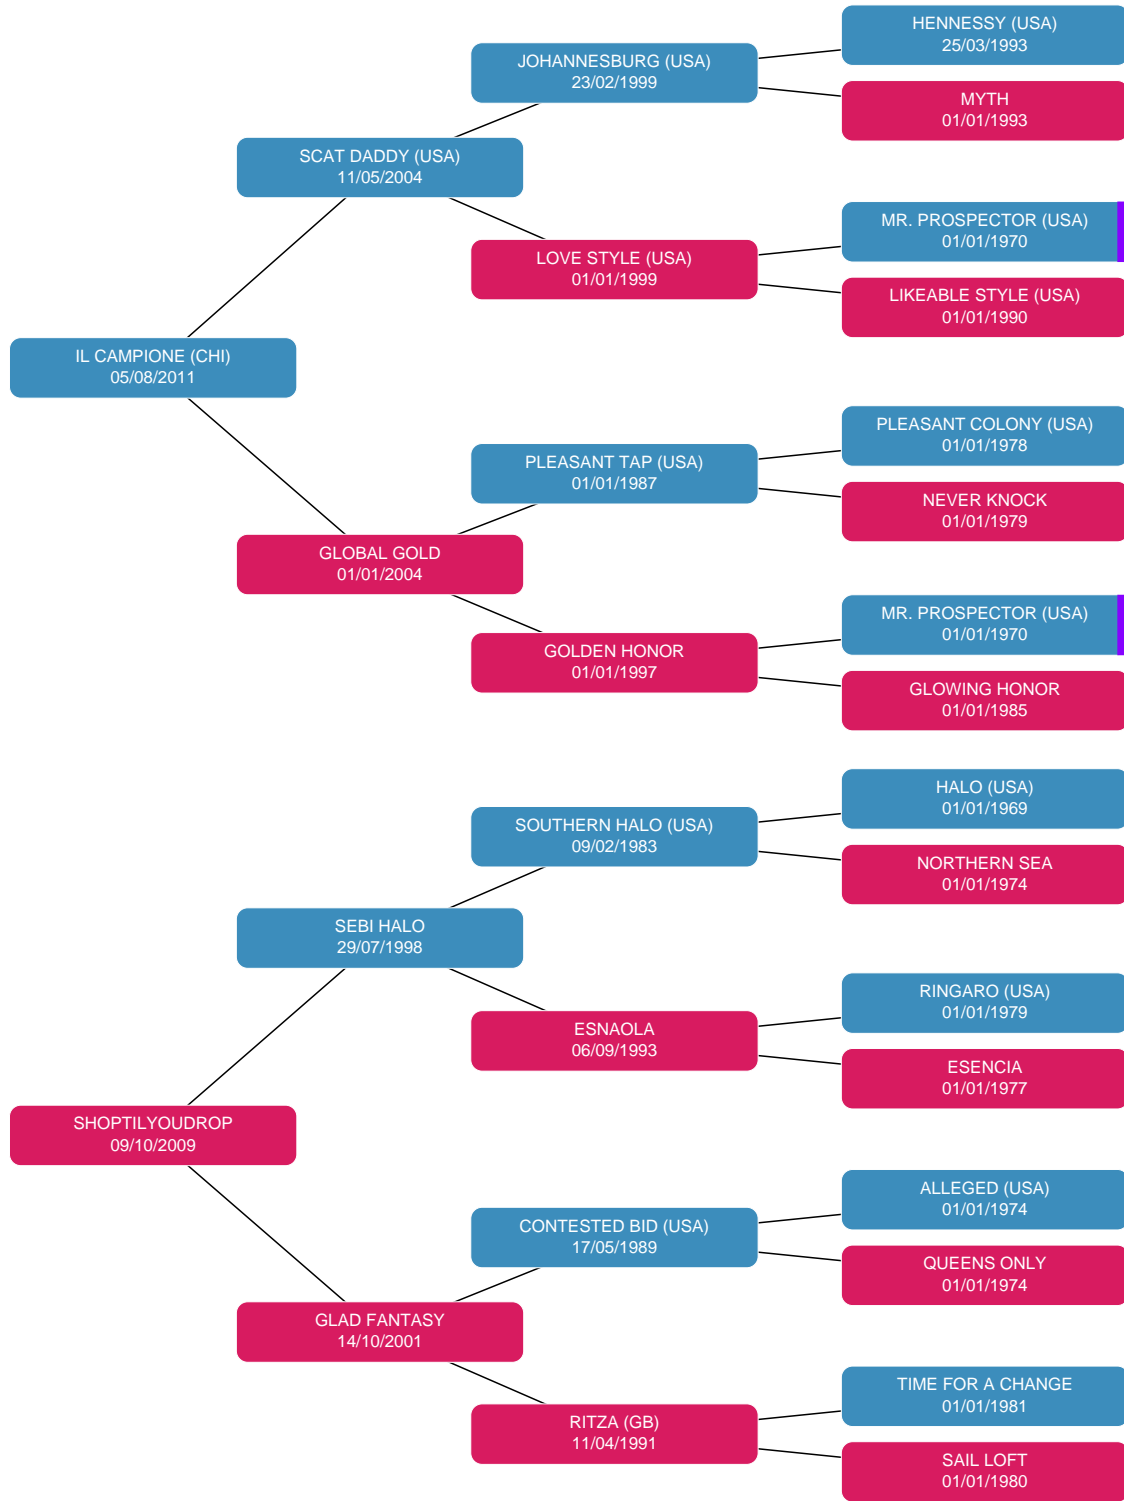 HENNESSY (USA)
25/03/1993
JOHANNESBURG (USA)
23/02/1999
MYTH
01/01/1993
SCAT DADDY (USA)
11/05/2004
MR. PROSPECTOR (USA)
01/01/1970
LOVE STYLE (USA)
01/01/1999
LIKEABLE STYLE (USA)
01/01/1990
IL CAMPIONE (CHI)
05/08/2011
PLEASANT COLONY (USA)
01/01/1978
PLEASANT TAP (USA)
01/01/1987
NEVER KNOCK
01/01/1979
GLOBAL GOLD
01/01/2004
MR. PROSPECTOR (USA)
01/01/1970
GOLDEN HONOR
01/01/1997
GLOWING HONOR
01/01/1985
HALO (USA)
01/01/1969
SOUTHERN HALO (USA)
09/02/1983
NORTHERN SEA
01/01/1974
SEBI HALO
29/07/1998
RINGARO (USA)
01/01/1979
ESNAOLA
06/09/1993
ESENCIA
01/01/1977
SHOPTILYOUDROP
09/10/2009
ALLEGED (USA)
01/01/1974
CONTESTED BID (USA)
17/05/1989
QUEENS ONLY
01/01/1974
GLAD FANTASY
14/10/2001
TIME FOR A CHANGE
01/01/1981
RITZA (GB)
11/04/1991
SAIL LOFT
01/01/1980